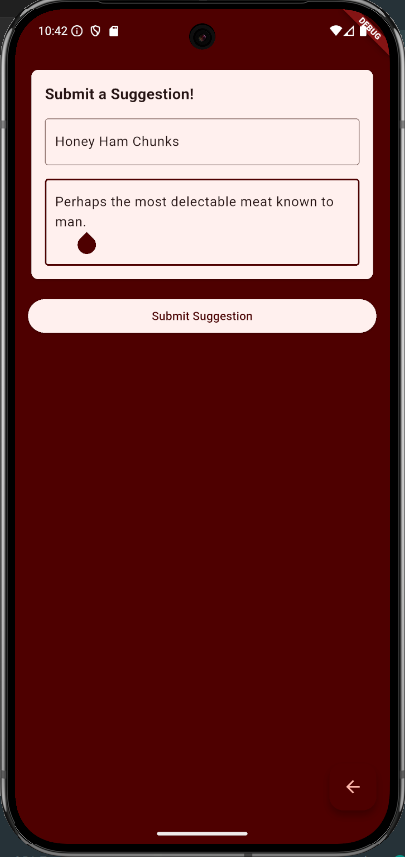 10:42
DEBUG
Submit a Suggestion!
Honey Ham Chunks
Perhaps the most delectable meat known to
man.
Submit Suggestion